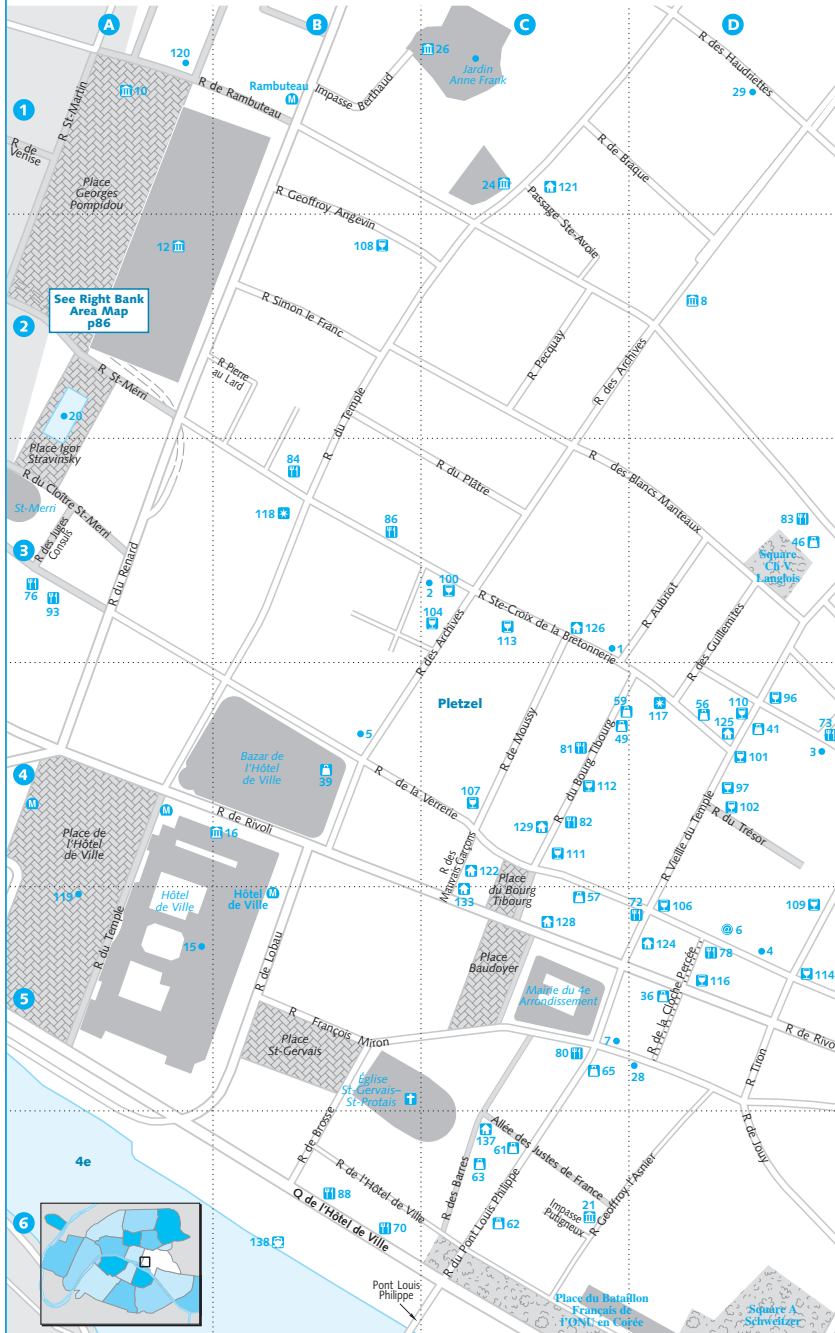 A
B
C
D
120
R de Rambuteau
Rambuteau
M
Impasse Berthaud
26
Jardin
Anne Frank
R des Haudriettes
29
10
1
R St-Martin
R de
Venise
Place
Georges
Pompidou
R de Braque
24
121
Passage Ste-Avoie
R Geoffroy Angevin
12
108
8
See Right Bank
Area Map
p86
2
R Simon le Franc
R Pecquay
R des Archives
R St-Merri
R Pierre
au Lard
20
R du Temple
Place Igor
Stravinsky
R du Cloître St-Merri
St-Merri
84
R du Plâtre
R des Blancs Manteaux
118
86
83
46
3
R des Juges
Consuls
Square
Ch-V
Langlois
76
93
R du Renard
2
100
104
R Ste-Croix de la Bretonnerie
113
126
1
R Aubriot
R des Guillemites
R des Archives
Pletzel
59
117
56
110
96
125
41
73
3
5
49
R de Moussy
R du Bourg Tibourg
81
101
Bazar de
l'Hôtel
de Ville
39
4
R de la Verrerie
107
112
97
102
R du Trésor
M
M
R de Rivoli
16
129
82
R Vieille du Temple
Place de
l'Hôtel
de Ville
111
R des
Mauvais Garçons
122
Place
du Bourg
Tibourg
119
Hôtel
de Ville
Hôtel
de Ville
M
133
57
72
106
109
128
6
R du Temple
15
R de Lobau
Place
Baudoyer
124
78
4
Mairie du 4e
Arrondissement
116
114
36
R de la Cloche Percée
5
R François Miron
Place
St-Gervais
7
R de Rivo
80
65
28
R Tiron
Église
St-Gervais–
St-Protais
R de Brosse
137
61
Allée des Justes de France
R de Jouy
4e
63
R des Barres
R de l'Hôtel de Ville
88
Q de l'Hôtel de Ville
70
R du Pont Louis Philippe
62
Impasse
Putigneux
21
R Geoffroy l'Asnier
6
138
Pont Louis
Philippe
Place du Bataillon
Français de
l'ONU en Corée
Square A
Schweitzer